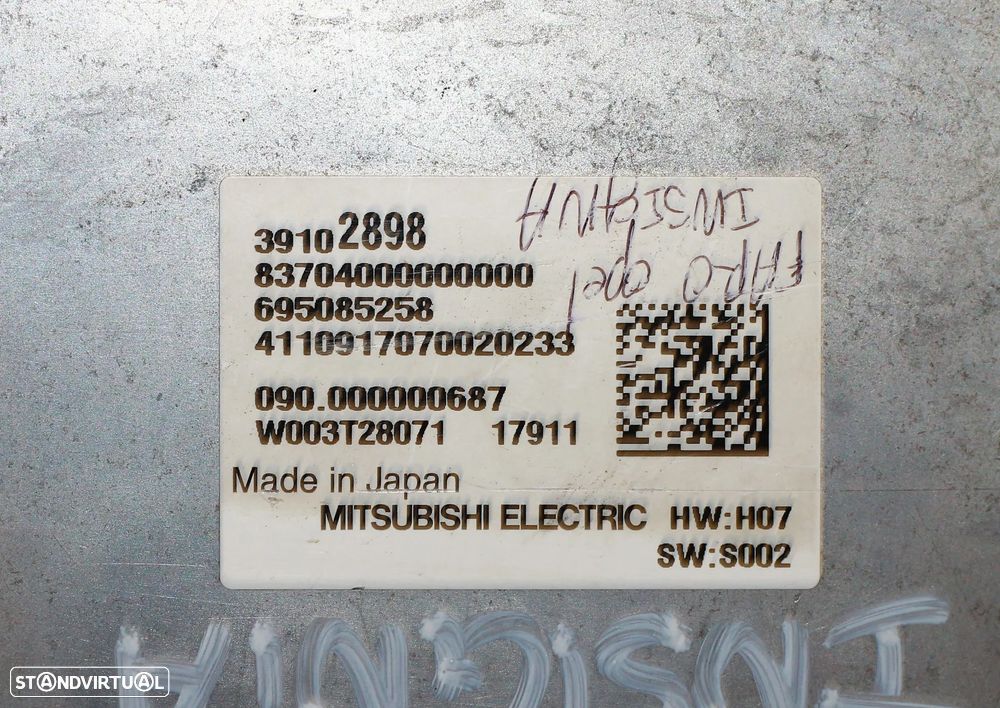 39102898
83704000000000
695085258
4110917070020233
090.000000687
W003T28071 17911
Made in Japan
MITSUBISHI ELECTRIC HW:H07
SW:S002
FARO opel
INSIGNIA
INSIGNIA
STANDVIRTUAL